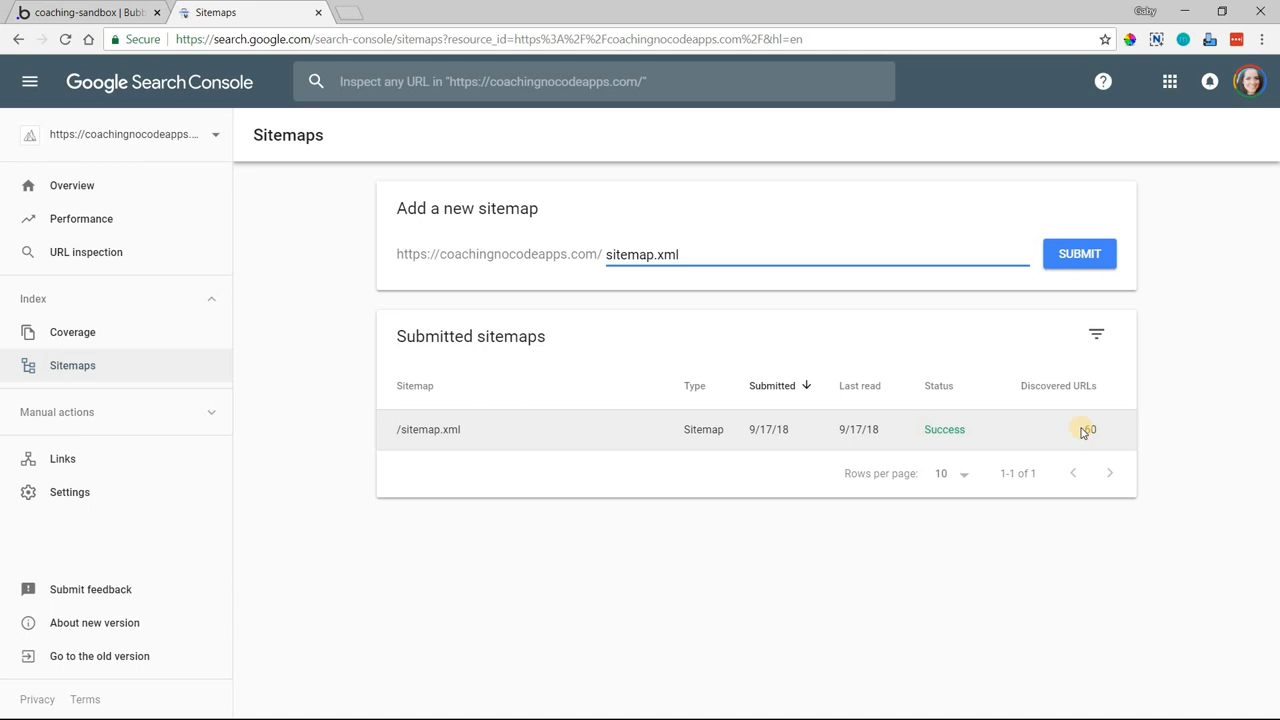 coaching-sandbox | Bubb
Sitemaps
Gaby
Secure
https://search.google.com/search-console/sitemaps?resource_id=https%3A%2F%2Fcoachingnocodeapps.com%2F&hl=en
Google Search Console
Inspect any URL in "https://coachingnocodeapps.com/"
https://coachingnocodeapps....
Sitemaps
Overview
Performance
URL inspection
Index
Coverage
Sitemaps
Manual actions
Links
Settings
Submit feedback
About new version
Go to the old version
Privacy Terms
Add a new sitemap
https://coachingnocodeapps.com/ sitemap.xml
SUBMIT
Submitted sitemaps
Sitemap Type Submitted Last read Status Discovered URLs
/sitemap.xml Sitemap 9/17/18 9/17/18 Success
Rows per page: 10 1-1 of 1